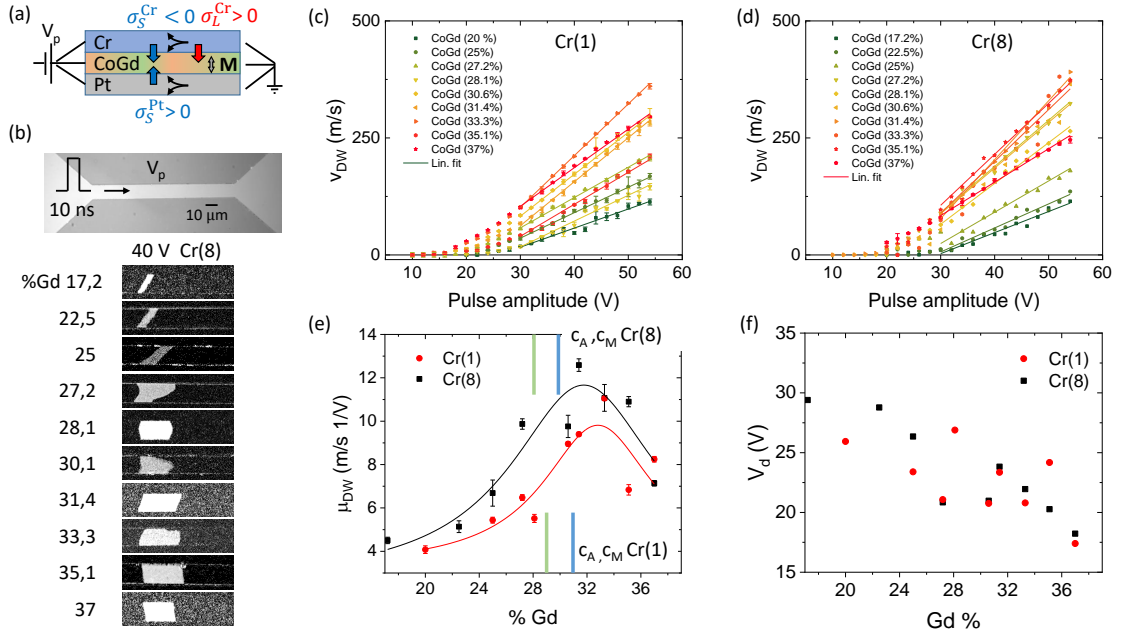 (a)
σ_S^Cr < 0 σ_L^Cr > 0
V_p
Cr
CoGd
M
Pt
σ_S^Pt > 0
(b)
V_p
10 ns
10 μm
40 V Cr(8)
%Gd 17,2
22,5
25
27,2
28,1
30,1
31,4
33,3
35,1
37
(c)
Cr(1)
500
250
0
v_DW (m/s)
CoGd (20 %)
CoGd (25%)
CoGd (27.2%)
CoGd (28.1%)
CoGd (30.6%)
CoGd (31.4%)
CoGd (33.3%)
CoGd (35.1%)
CoGd (37%)
Lin. fit
0 10 20 30 40 50 60
Pulse amplitude (V)
(d)
Cr(8)
500
250
0
v_DW (m/s)
CoGd (17.2%)
CoGd (22.5%)
CoGd (25%)
CoGd (27.2%)
CoGd (28.1%)
CoGd (30.6%)
CoGd (31.4%)
CoGd (33.3%)
CoGd (35.1%)
CoGd (37%)
Lin. fit
0 10 20 30 40 50 60
Pulse amplitude (V)
(e)
14
12
10
8
6
4
μ_DW (m/s 1/V)
Cr(1)
Cr(8)
c_A ,c_M Cr(8)
c_A ,c_M Cr(1)
20 24 28 32 36
% Gd
(f)
35
30
25
20
15
V_d (V)
Cr(1)
Cr(8)
20 24 28 32 36
Gd %